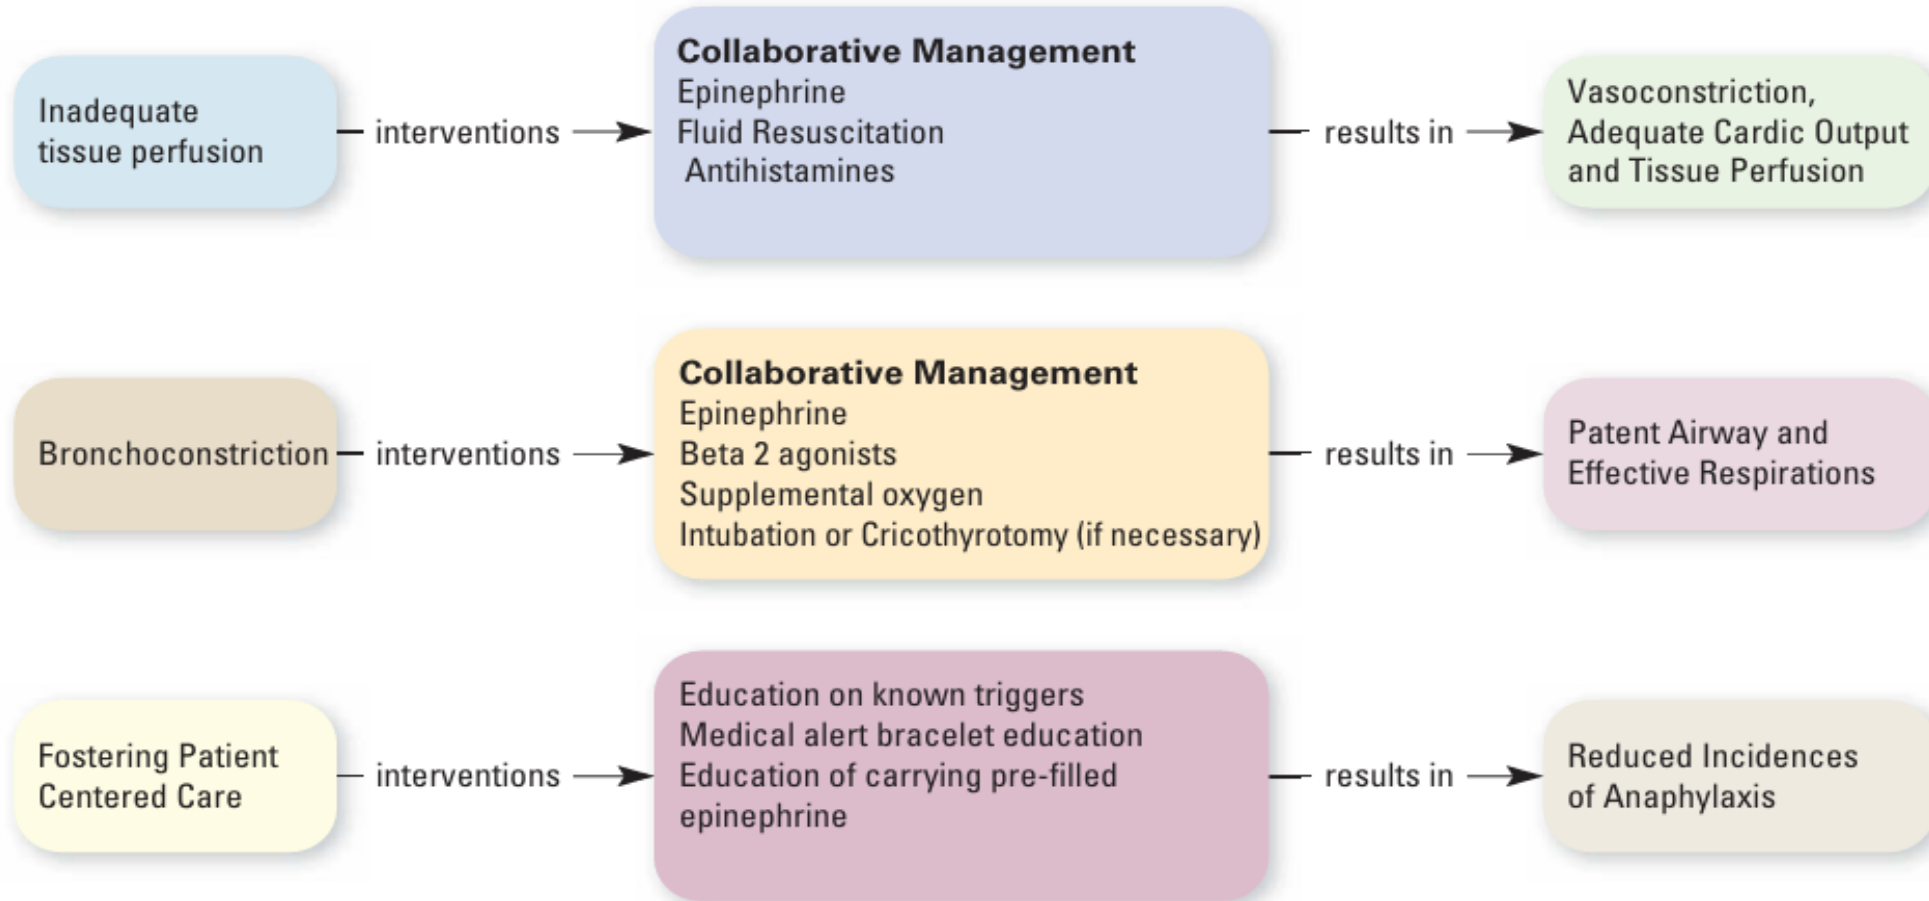 Inadequate
tissue perfusion
interventions
Collaborative Management
Epinephrine
Fluid Resuscitation
Antihistamines
results in
Vasoconstriction,
Adequate Cardic Output
and Tissue Perfusion
Bronchoconstriction
interventions
Collaborative Management
Epinephrine
Beta 2 agonists
Supplemental oxygen
Intubation or Cricothyrotomy (if necessary)
results in
Patent Airway and
Effective Respirations
Fostering Patient
Centered Care
interventions
Education on known triggers
Medical alert bracelet education
Education of carrying pre-filled
epinephrine
results in
Reduced Incidences
of Anaphylaxis